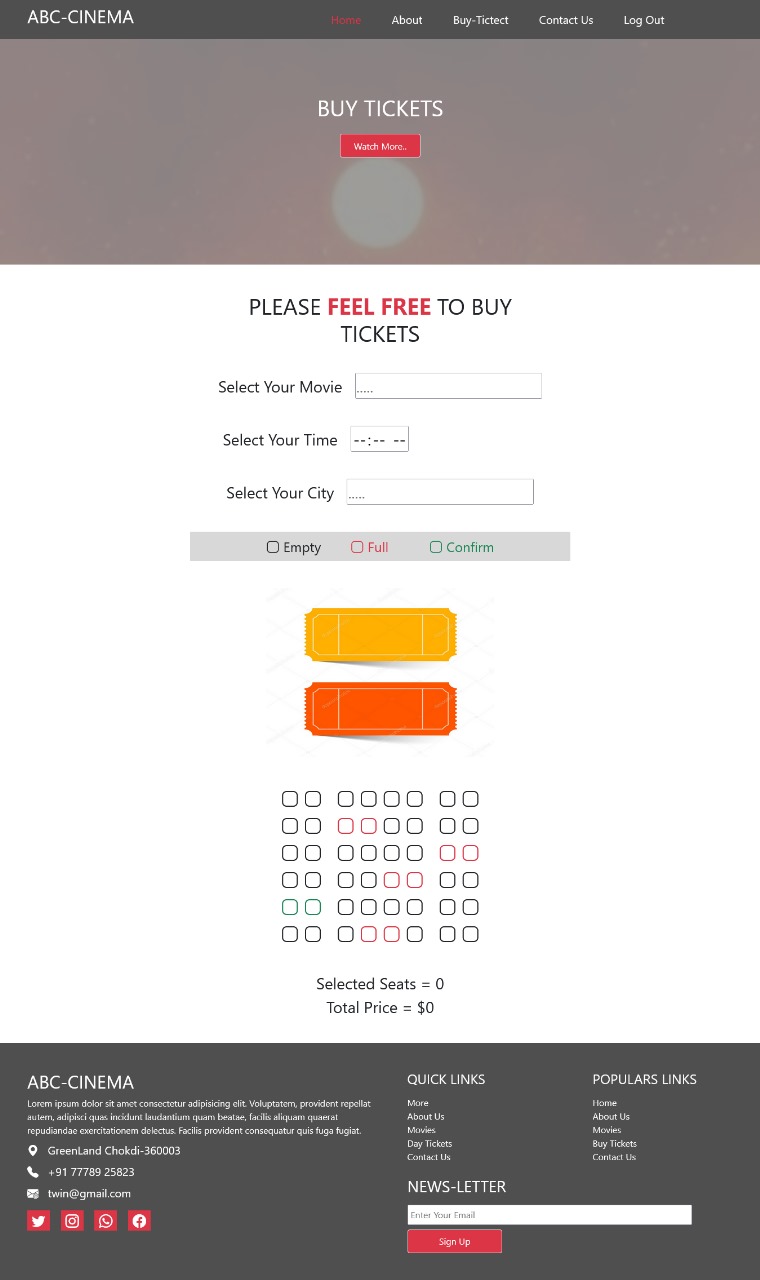 ABC-CINEMA
Home About Buy-Tictect Contact Us Log Out
BUY TICKETS
Watch More..
PLEASE FEEL FREE TO BUY
TICKETS
Select Your Movie .....
Select Your Time --:-- --
Select Your City .....
Empty Full Confirm
Selected Seats = 0
Total Price = $0
ABC-CINEMA
Lorem ipsum dolor sit amet consectetur adipisicing elit. Voluptatem, provident repellat
autem, adipisci quas incidunt laudantium quam beatae, facilis aliquam quaerat
repudiandae exercitationem delectus. Facilis provident consequatur quis fuga fugiat.
GreenLand Chokdi-360003
+91 77789 25823
twin@gmail.com
QUICK LINKS
More
About Us
Movies
Day Tickets
Contact Us
POPULARS LINKS
Home
About Us
Movies
Buy Tickets
Contact Us
NEWS-LETTER
Enter Your Email
Sign Up